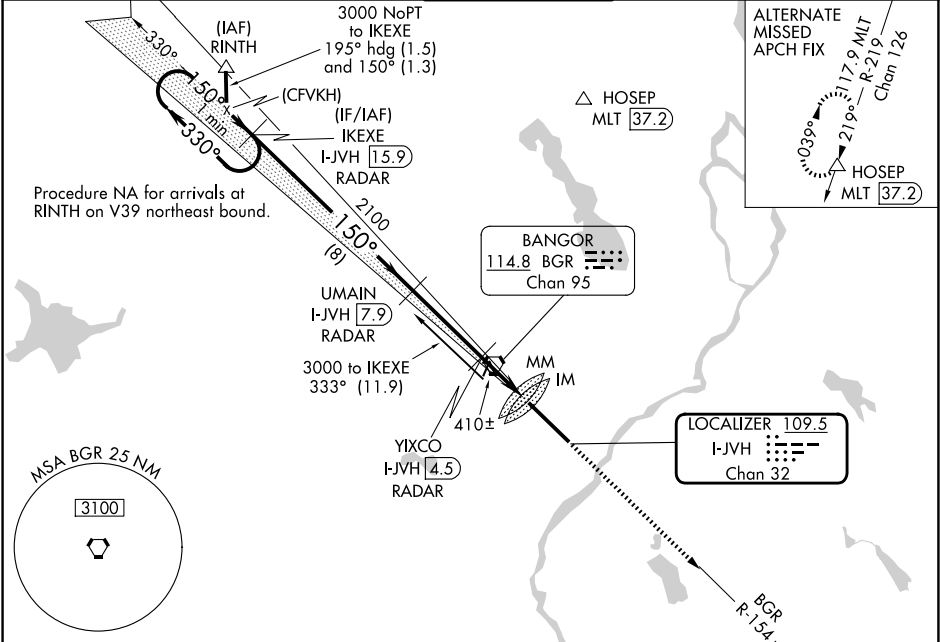 (IAF)
RINTH
3000 NoPT
to IKEXE
195° hdg (1.5)
and 150° (1.3)
330°
150°
1 min
330°
(CFVKH)
(IF/IAF)
IKEXE
I-JVH 15.9
RADAR
Procedure NA for arrivals at
RINTH on V39 northeast bound.
HOSEP
MLT 37.2
ALTERNATE
MISSED
APCH FIX
117.9 MLT
R-219
Chan 126
039°
219°
HOSEP
MLT 37.2
2100
150°
(8)
BANGOR
114.8 BGR
Chan 95
UMAIN
I-JVH 7.9
RADAR
3000 to IKEXE
333° (11.9)
MM
IM
410±
YIXCO
I-JVH 4.5
RADAR
LOCALIZER 109.5
I-JVH
Chan 32
MSA BGR 25 NM
3100
BGR
R-154